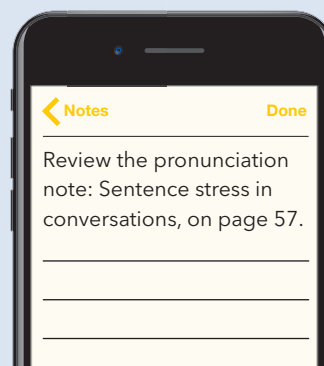 Notes Done
Review the pronunciation
note: Sentence stress in
conversations, on page 57.